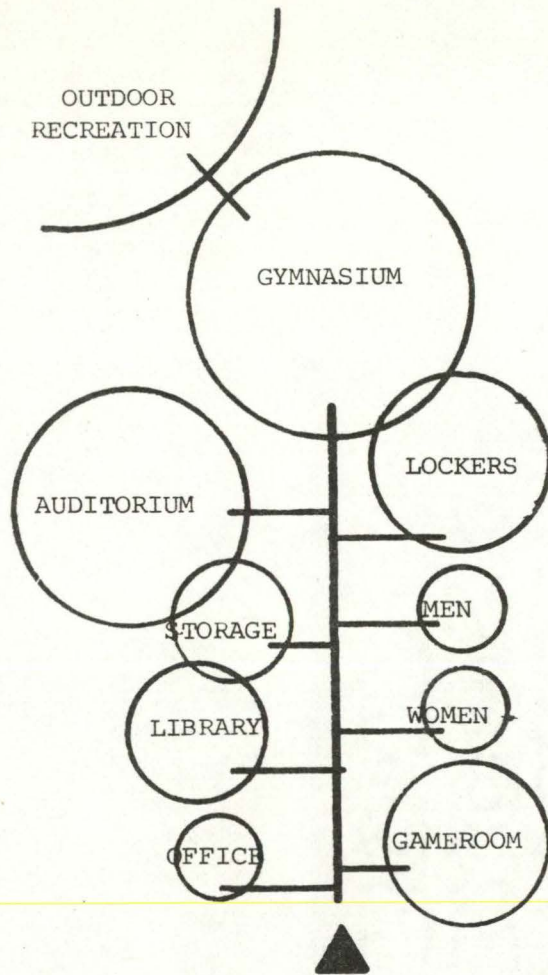 OUTDOOR
RECREATION
GYMNASIUM
LOCKERS
AUDITORIUM
MEN
STORAGE
WOMEN
LIBRARY
GAMEROOM
OFFICE